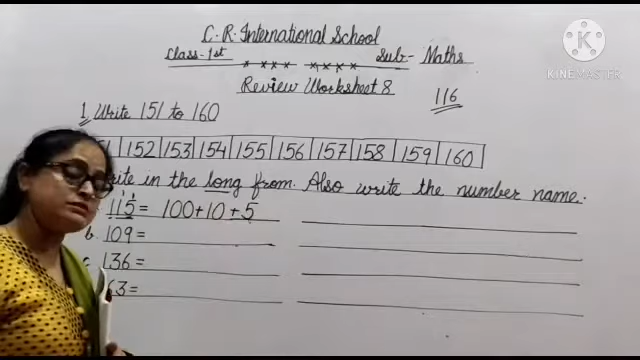 C.R. International School
Class-1st Sub:- Maths
Review Worksheet 8
116
1. Write 151 to 160
152 153 154 155 156 157 158 159 160
in the long from. Also write the number name.
115 = 100+10+5
b. 109 =
c. 136 =
63 =
K
KINEMASTER